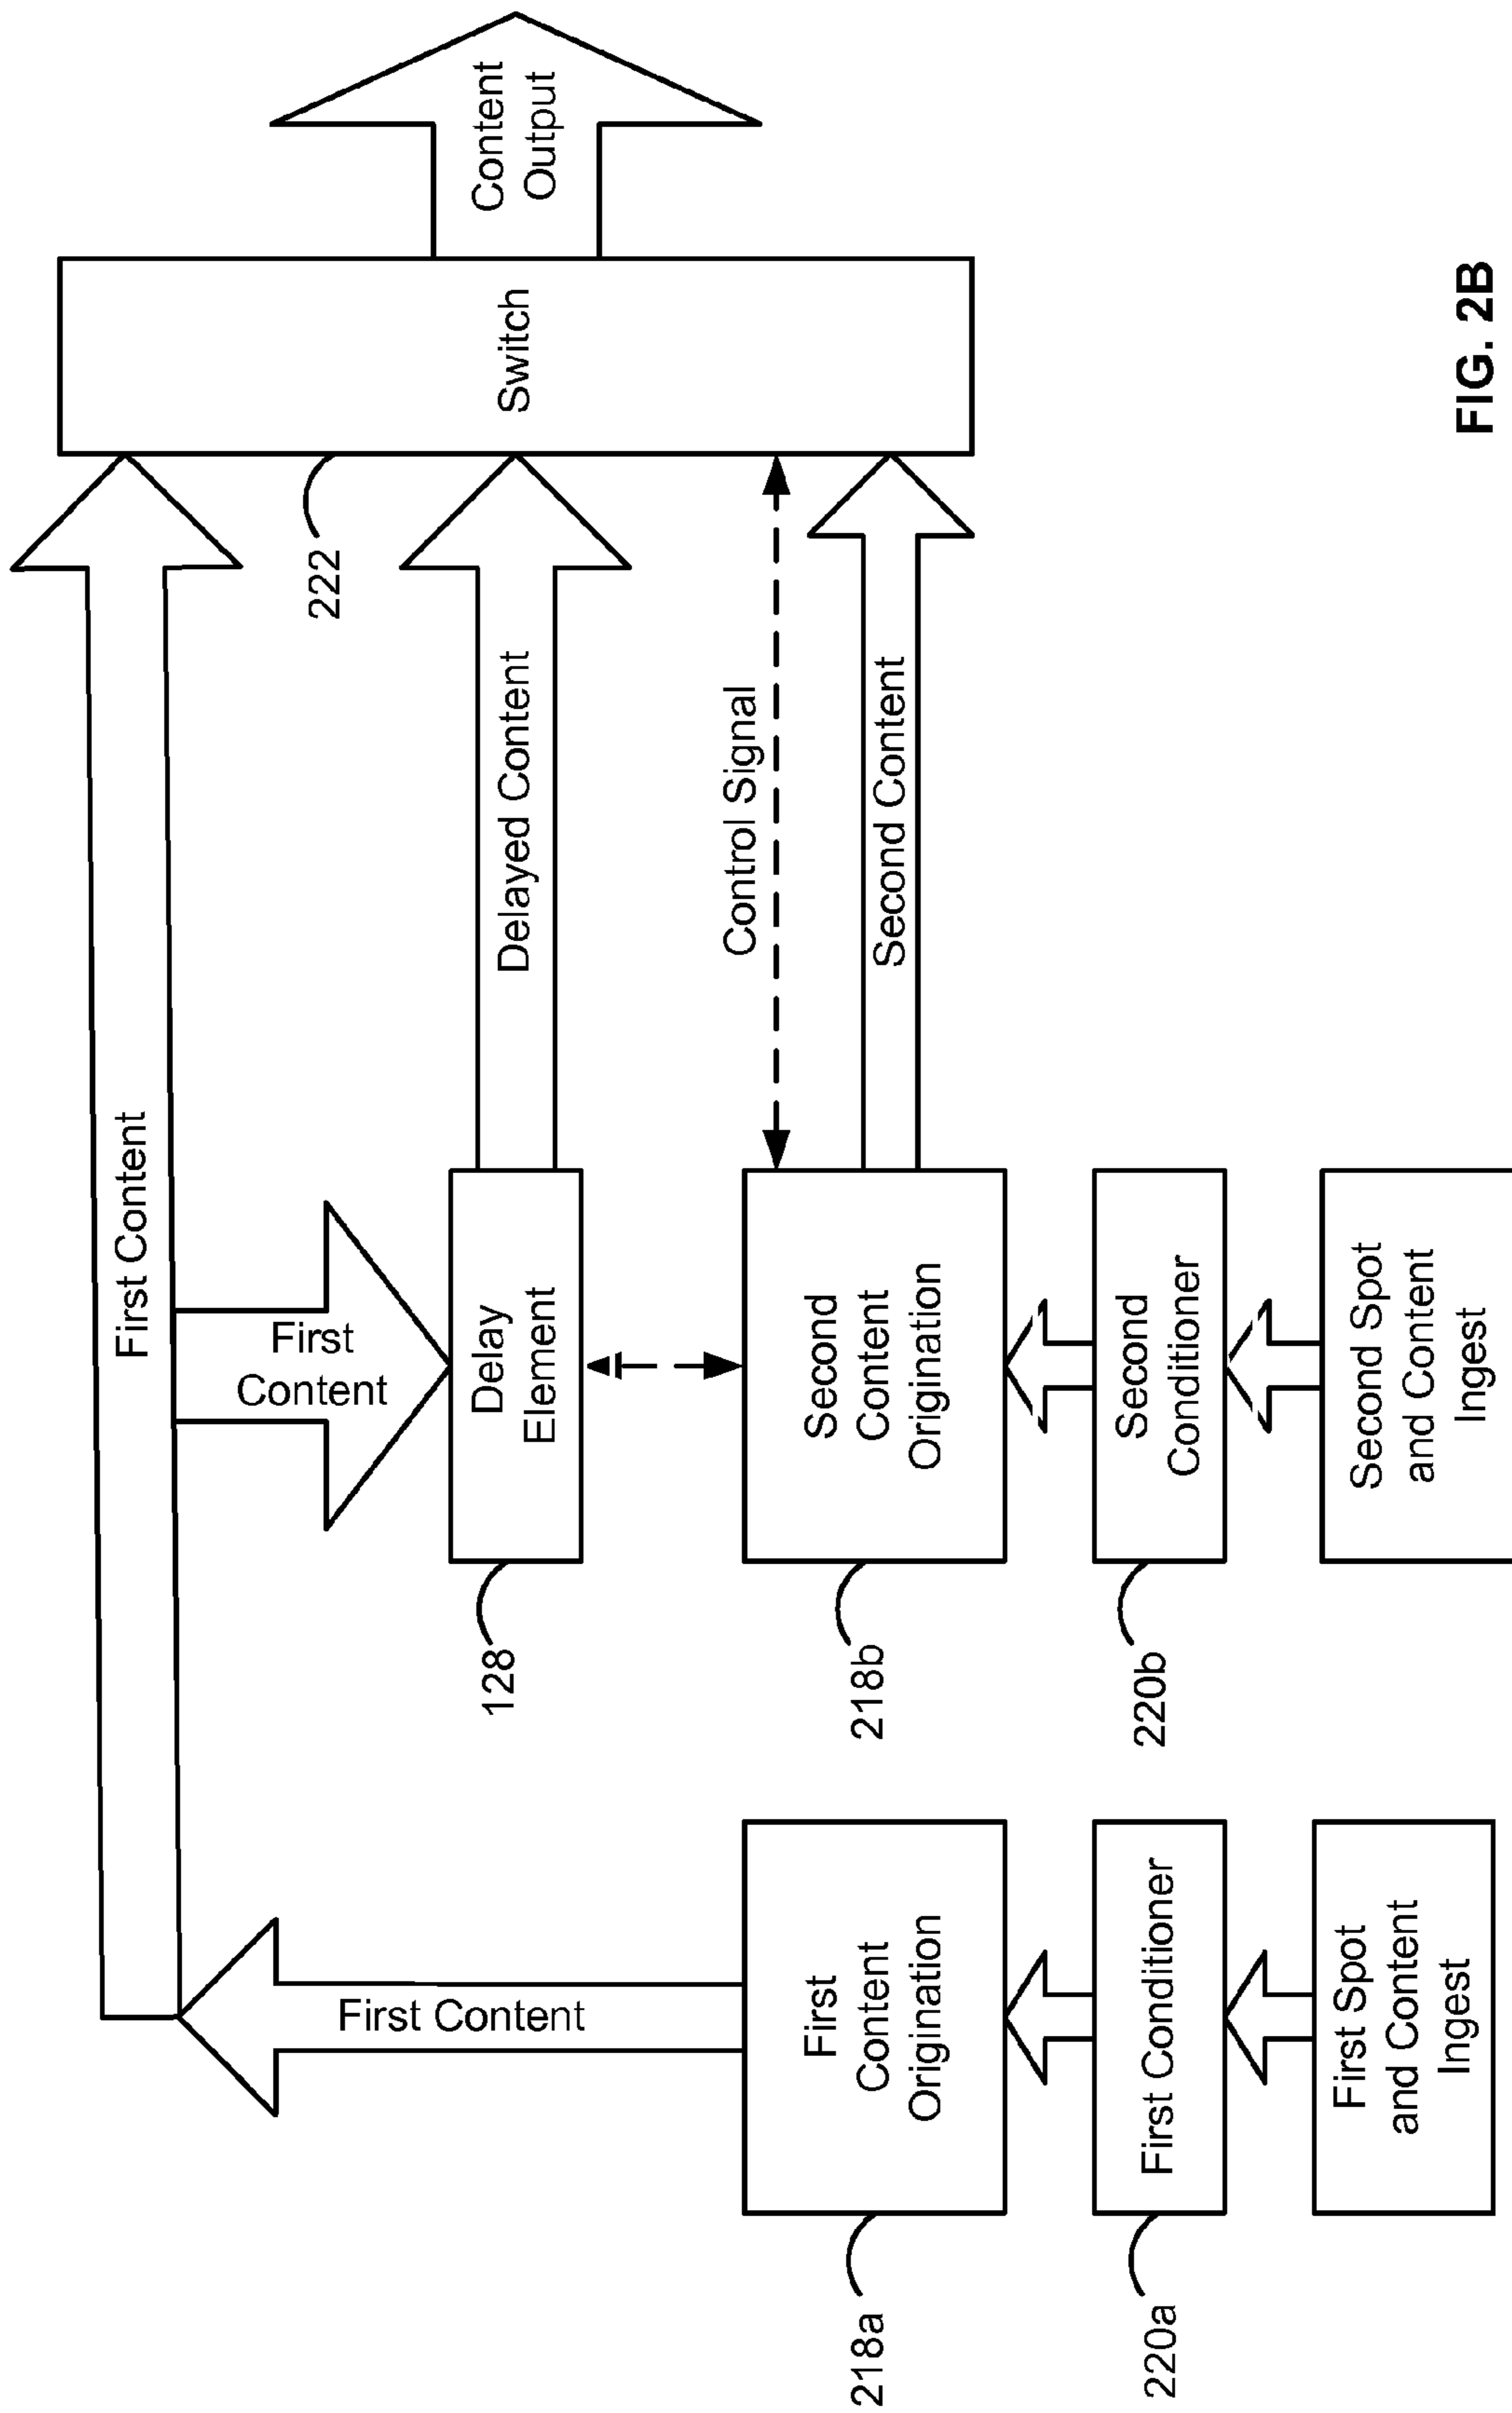 First Content
First
Content
First Content
222
Switch
Content
Output
Delay
Element
128
Delayed Content
Control Signal
Second Content
First
Content
Origination
218a
Second
Content
Origination
218b
First Conditioner
220a
Second
Conditioner
220b
First Spot
and Content
Ingest
Second Spot
and Content
Ingest
FIG. 2B